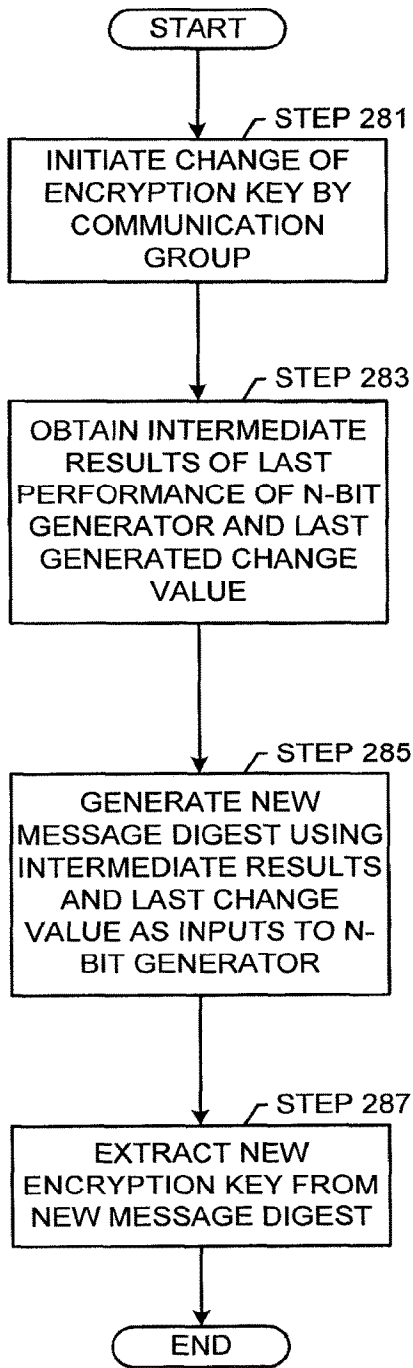 START
STEP 281
INITIATE CHANGE OF
ENCRYPTION KEY BY
COMMUNICATION
GROUP
STEP 283
OBTAIN INTERMEDIATE
RESULTS OF LAST
PERFORMANCE OF N-BIT
GENERATOR AND LAST
GENERATED CHANGE
VALUE
STEP 285
GENERATE NEW
MESSAGE DIGEST USING
INTERMEDIATE RESULTS
AND LAST CHANGE
VALUE AS INPUTS TO N-
BIT GENERATOR
STEP 287
EXTRACT NEW
ENCRYPTION KEY FROM
NEW MESSAGE DIGEST
END